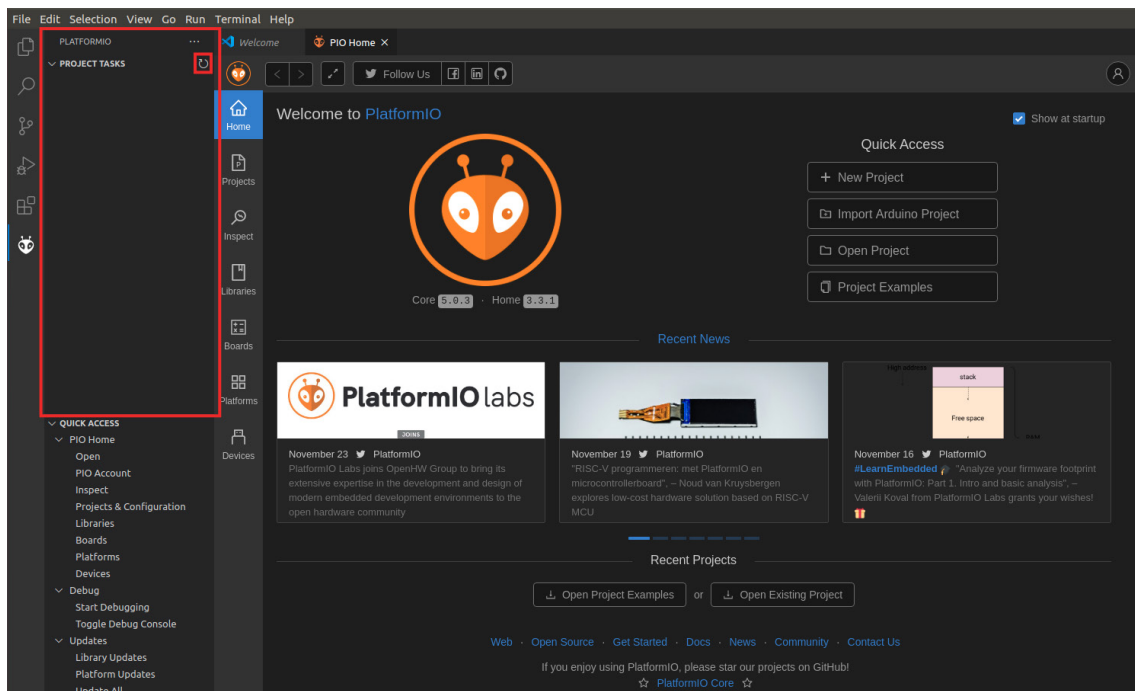 File Edit Selection View Go Run Terminal Help
PLATFORMIO ...
PROJECT TASKS
Welcome
PIO Home
Follow Us
Home
Projects
Inspect
Libraries
Boards
Platforms
Devices
Welcome to PlatformIO
Show at startup
Core 5.0.3 · Home 3.3.1
Quick Access
+ New Project
Import Arduino Project
Open Project
Project Examples
Recent News
PlatformIO labs
JOINS
November 23 PlatformIO
PlatformIO Labs joins OpenHW Group to bring its
extensive expertise in the development and design of
modern embedded development environments to the
open hardware community
November 19 PlatformIO
"RISC-V programmeren: met PlatformIO en
microcontrollerboard", ~ Noud van Kruysbergen
explores low-cost hardware solution based on RISC-V
MCU
High address
stack
Free space
November 16 PlatformIO
#LearnEmbedded "Analyze your firmware footprint
with PlatformIO: Part 1. Intro and basic analysis", ~
Valerii Koval from PlatformIO Labs grants your wishes!
Recent Projects
Open Project Examples or Open Existing Project
Web · Open Source · Get Started · Docs · News · Community · Contact Us
If you enjoy using PlatformIO, please star our projects on GitHub!
☆ PlatformIO Core ☆
QUICK ACCESS
PIO Home
Open
PIO Account
Inspect
Projects & Configuration
Libraries
Boards
Platforms
Devices
Debug
Start Debugging
Toggle Debug Console
Updates
Library Updates
Platform Updates
Update All